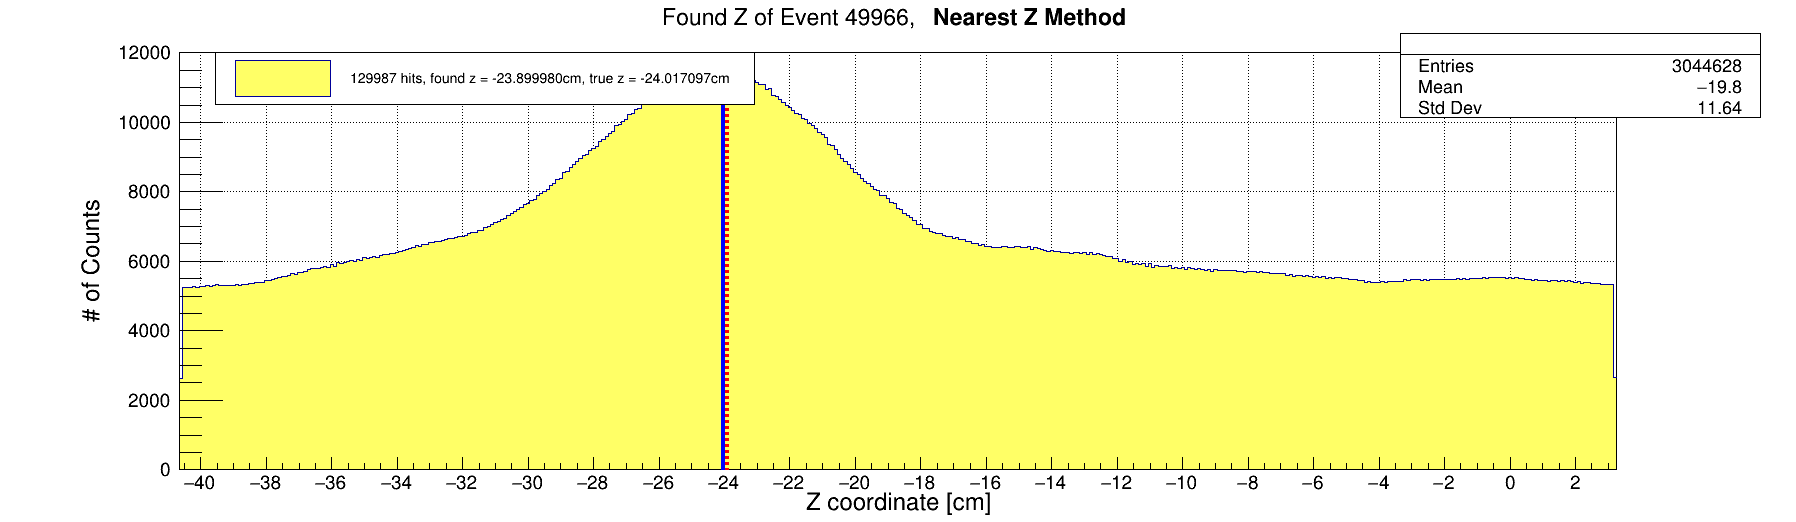 Found Z of Event 49966, Nearest Z Method
12000
10000
8000
6000
4000
2000
0
# of Counts
129987 hits, found z = -23.899980cm, true z = -24.017097cm
Entries 3044628
Mean −19.8
Std Dev 11.64
−40 −38 −36 −34 −32 −30 −28 −26 −24 −22 −20 −18 −16 −14 −12 −10 −8 −6 −4 −2 0 2
Z coordinate [cm]